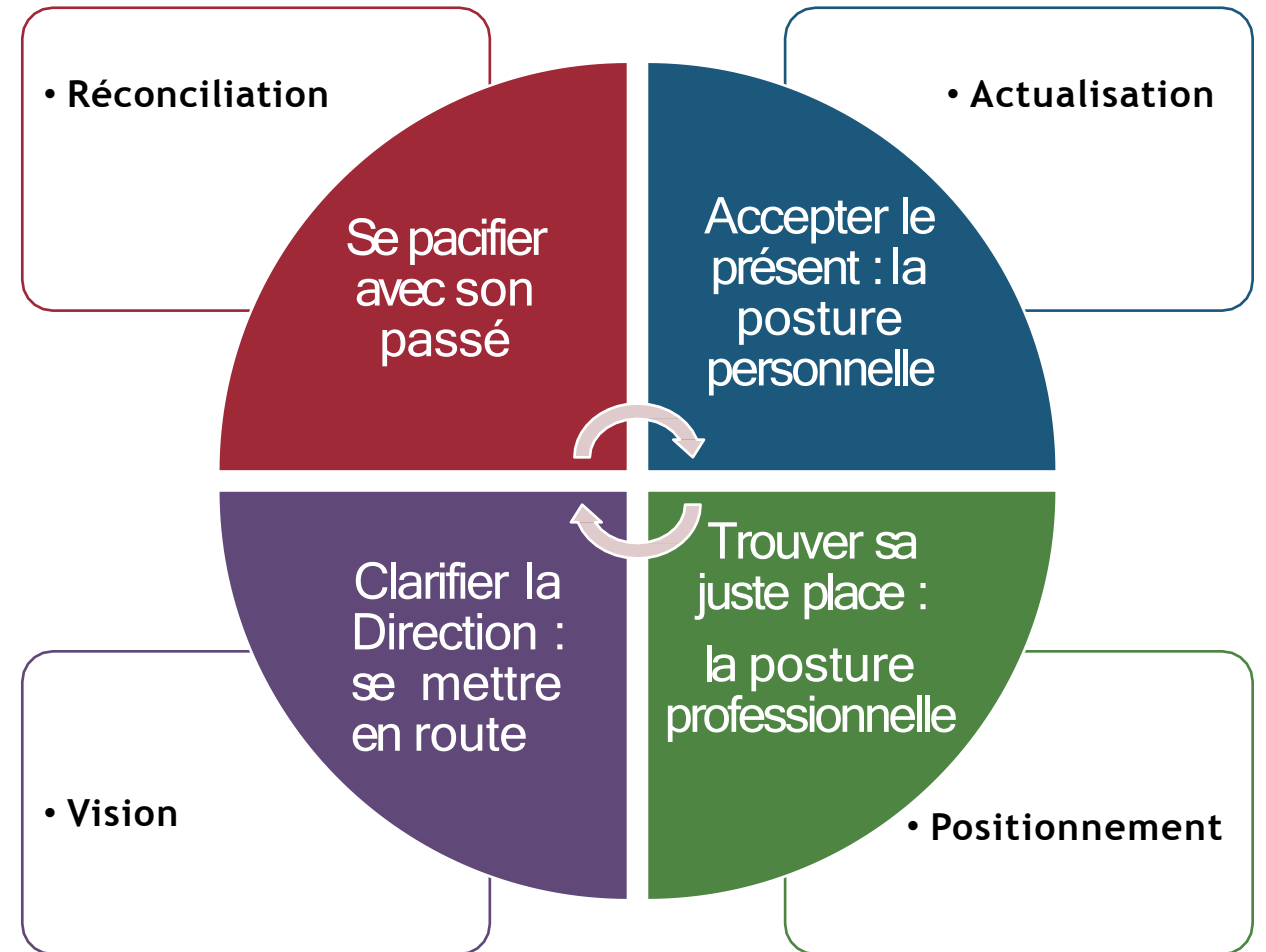 • Réconciliation
• Actualisation
Se pacifier
avec son
passé
Accepter le
présent : la
posture
personnelle
Clarifier la
Direction :
se mettre
en route
Trouver sa
juste place :
la posture
professionnelle
• Vision
• Positionnement